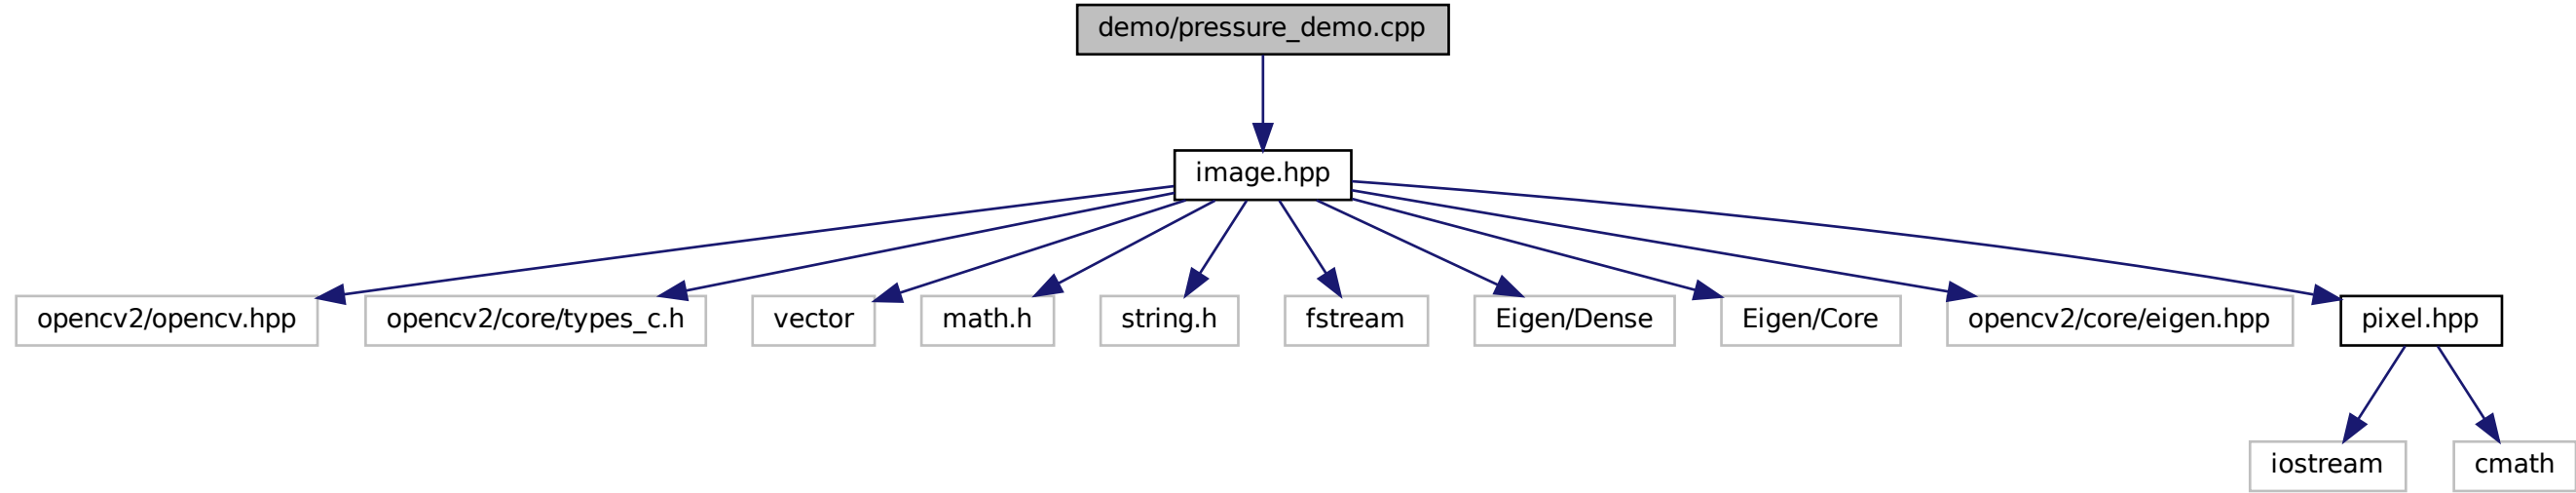 demo/pressure_demo.cpp
image.hpp
opencv2/opencv.hpp
opencv2/core/types_c.h
vector
math.h
string.h
fstream
Eigen/Dense
Eigen/Core
opencv2/core/eigen.hpp
pixel.hpp
iostream
cmath